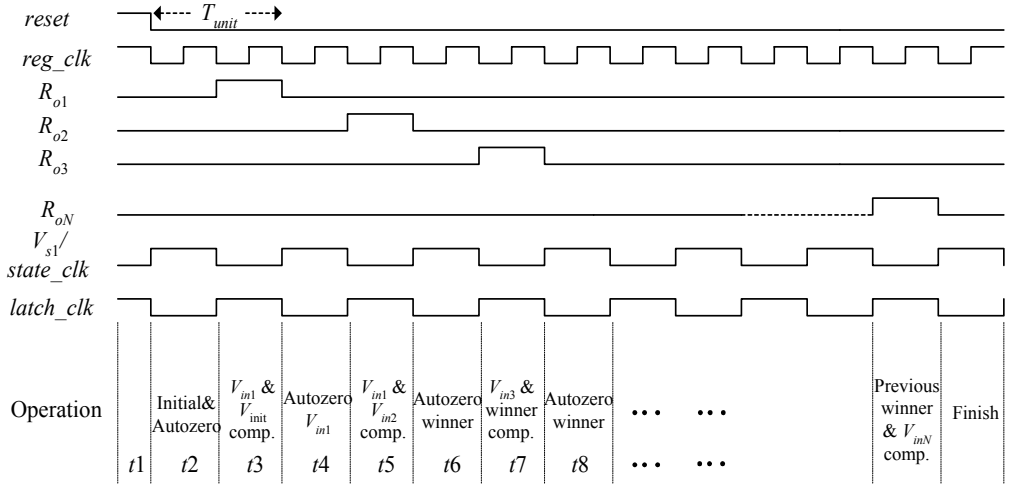 reset
T_unit
reg_clk
R_o1
R_o2
R_o3
R_oN
V_s1/
state_clk
latch_clk
Operation
t1
Initial&
Autozero
t2
V_in1 &
V_init
comp.
t3
Autozero
V_in1
t4
V_in1 &
V_in2
comp.
t5
Autozero
winner
t6
V_in3 &
winner
comp.
t7
Autozero
winner
t8
... ...
... ...
Previous
winner
& V_inN
comp.
Finish